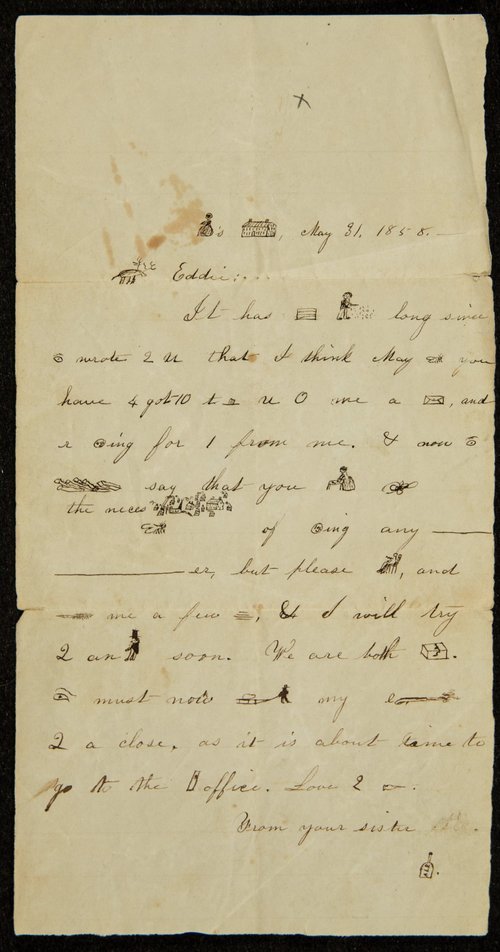 's , May 31. 1858.
Eddie:
It has long since
wrote 2 U that I think May you
have 4 got-10 t U O me a , and
r ing for 1 from me. & now
say that you
the neces
of ing any
er, but please , and
me a few , & I will try
2 an soon. We are both .
must now my e
2 a close, as it is about time to
go to the office. Love 2 .
From your sister